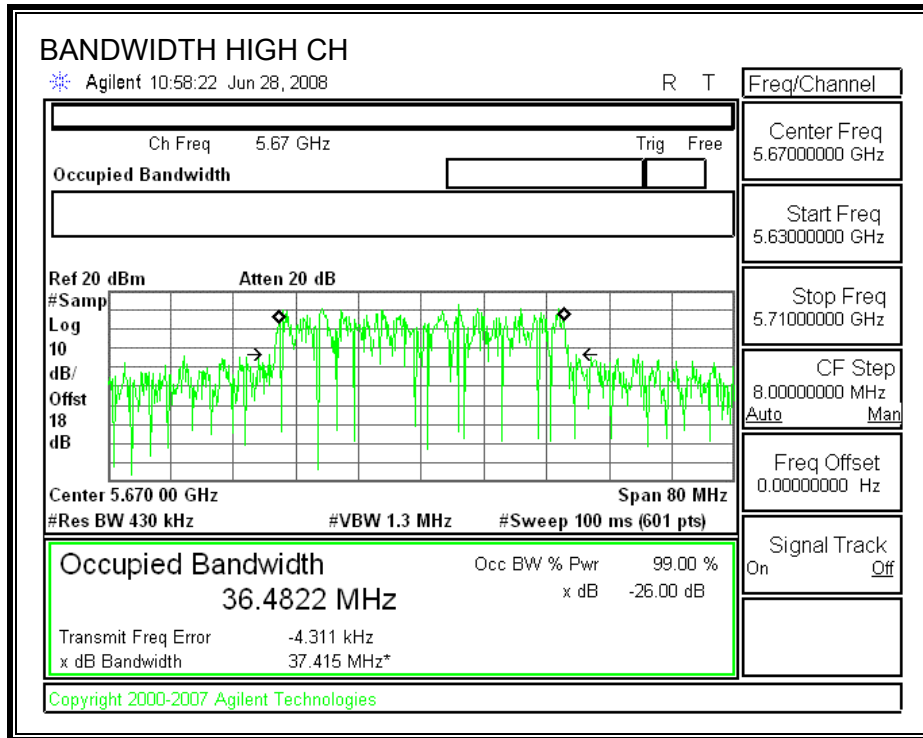 BANDWIDTH HIGH CH
Agilent 10:58:22 Jun 28, 2008 R T
Freq/Channel
Ch Freq 5.67 GHz Trig Free
Occupied Bandwidth
Center Freq
5.67000000 GHz
Start Freq
5.63000000 GHz
Stop Freq
5.71000000 GHz
CF Step
8.00000000 MHz
Auto Man
Freq Offset
0.00000000 Hz
Signal Track
On Off
Ref 20 dBm Atten 20 dB
#Samp
Log
10
dB/
Offst
18
dB
Center 5.670 00 GHz Span 80 MHz
#Res BW 430 kHz #VBW 1.3 MHz #Sweep 100 ms (601 pts)
Occupied Bandwidth Occ BW % Pwr 99.00 %
36.4822 MHz x dB -26.00 dB
Transmit Freq Error -4.311 kHz
x dB Bandwidth 37.415 MHz*
Copyright 2000-2007 Agilent Technologies